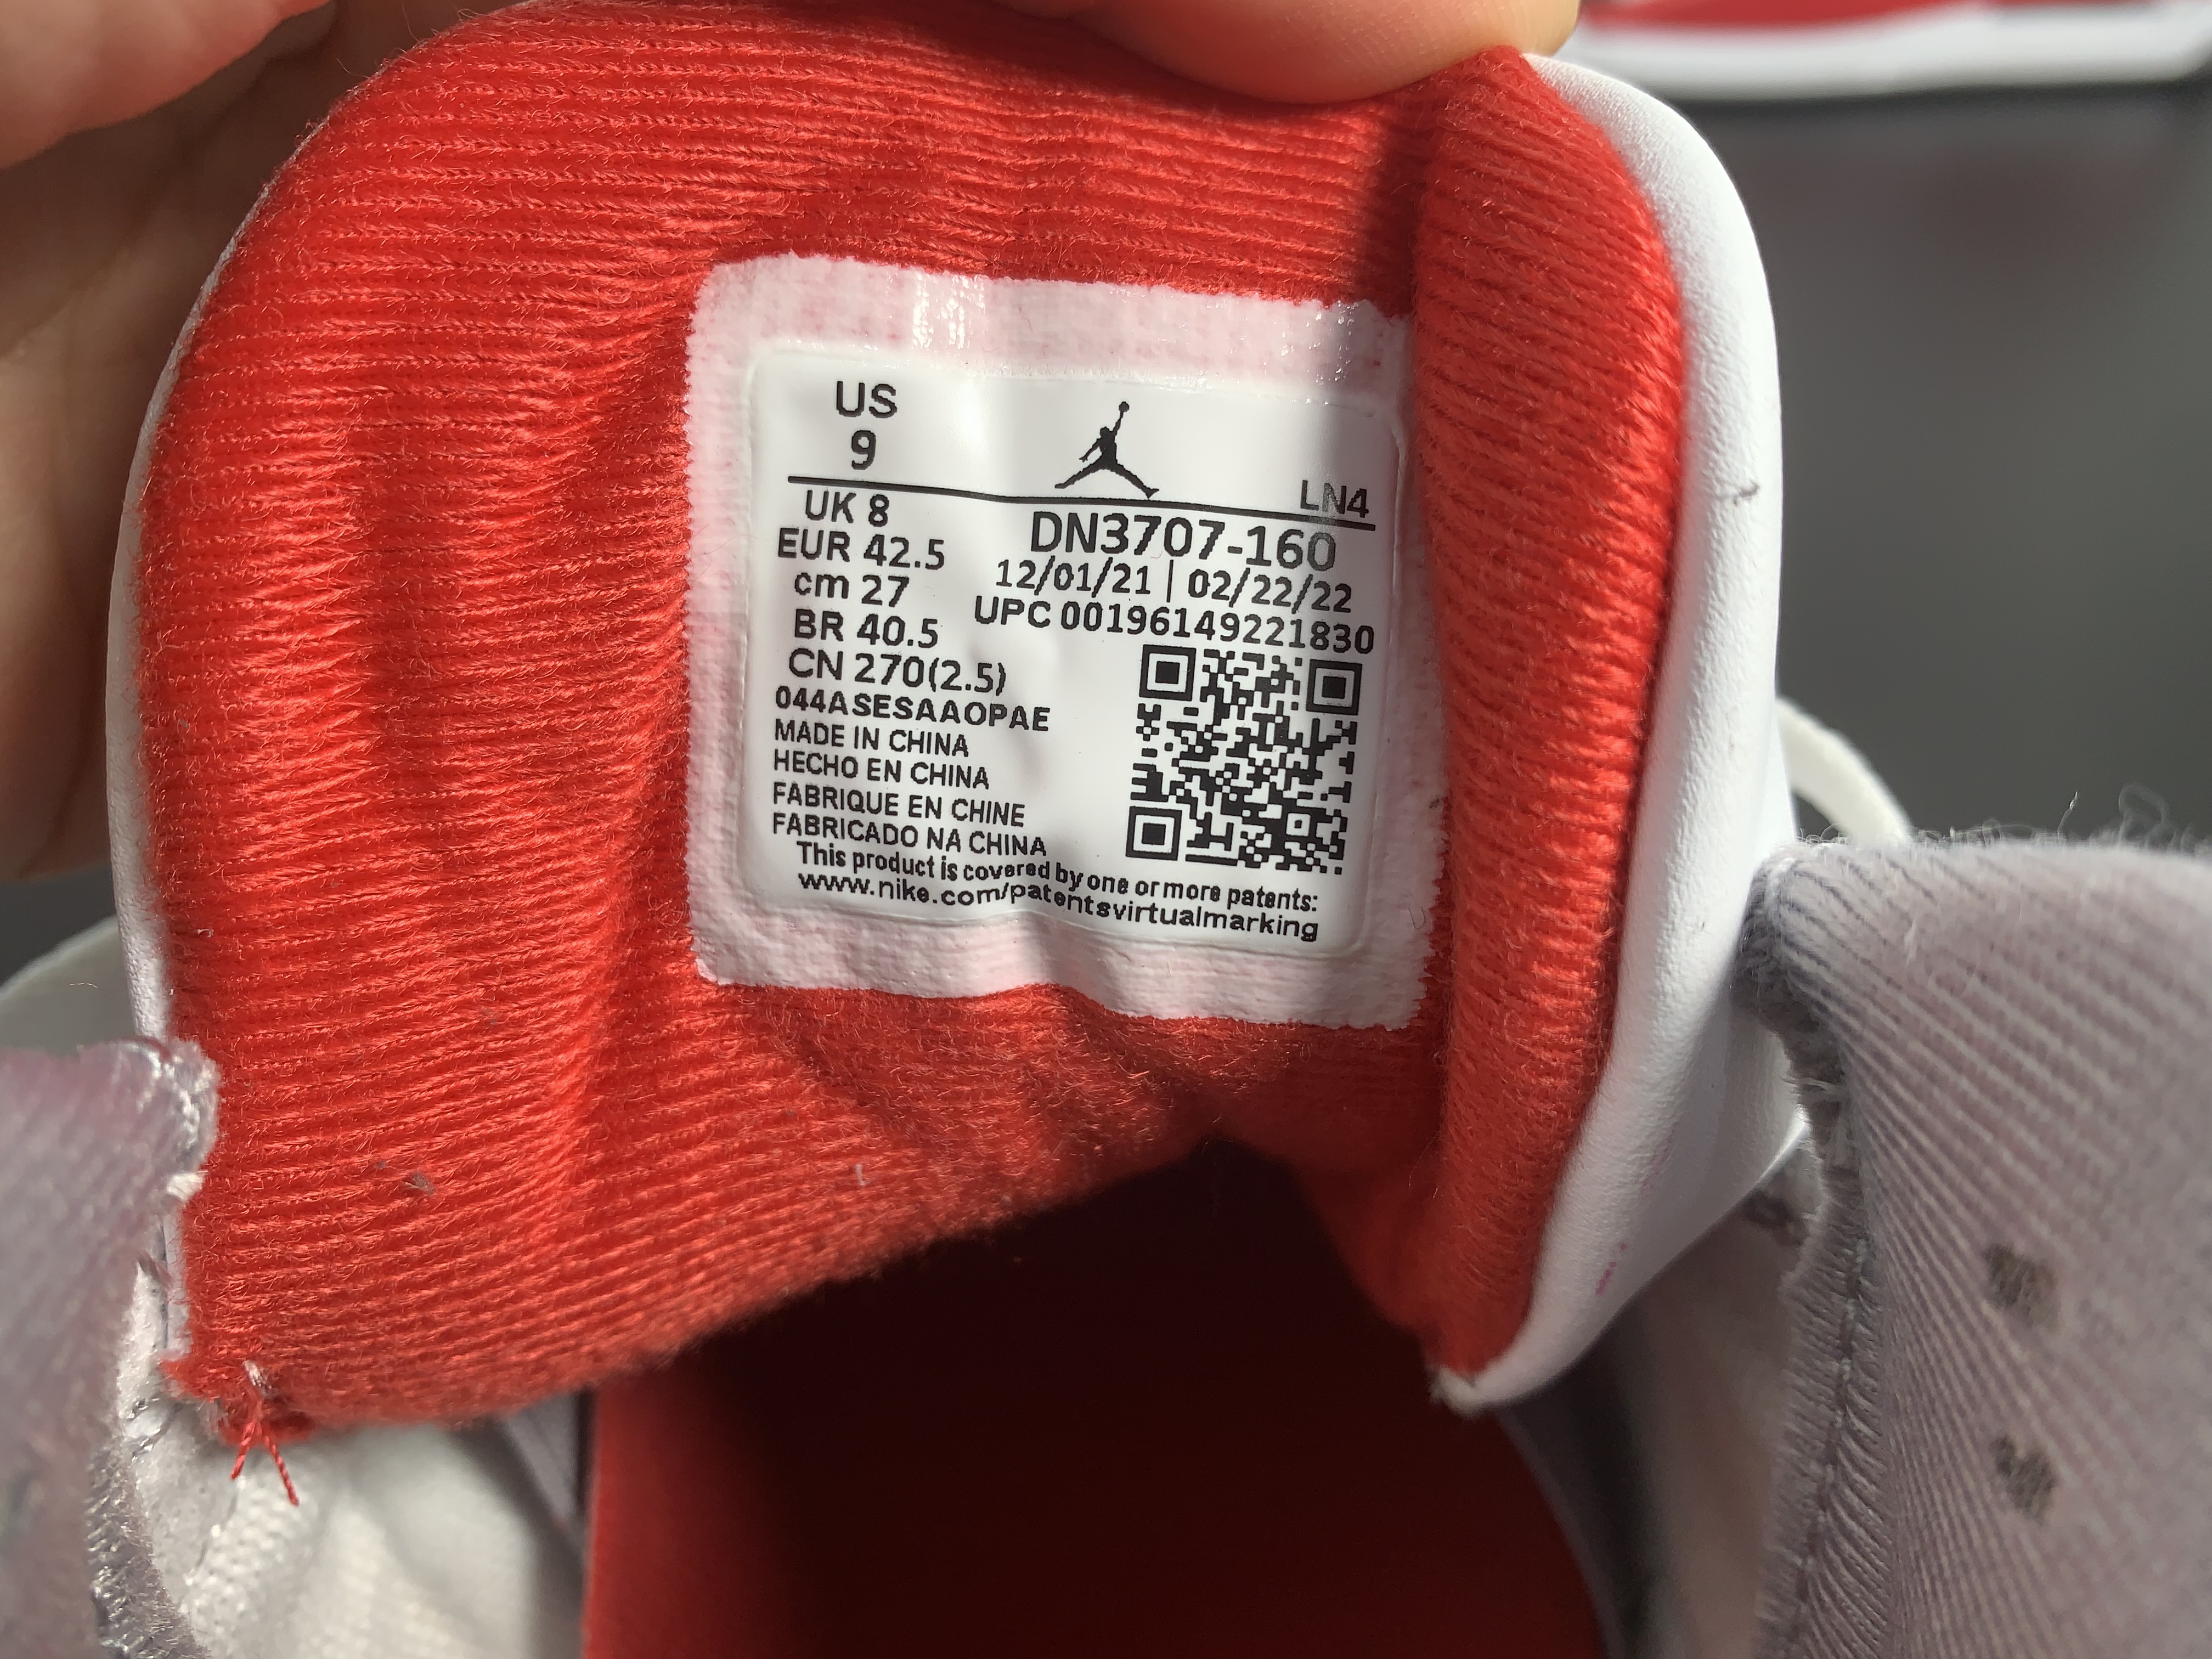 US
9
LN4
UK 8
EUR 42.5
cm 27
BR 40.5
CN 270(2.5)
DN3707-160
12/01/21 | 02/22/22
UPC 00196149221830
044ASESAAOPAE
MADE IN CHINA
HECHO EN CHINA
FABRIQUE EN CHINE
FABRICADO NA CHINA
This product is covered by one or more patents:
www.nike.com/patentsvirtualmarking